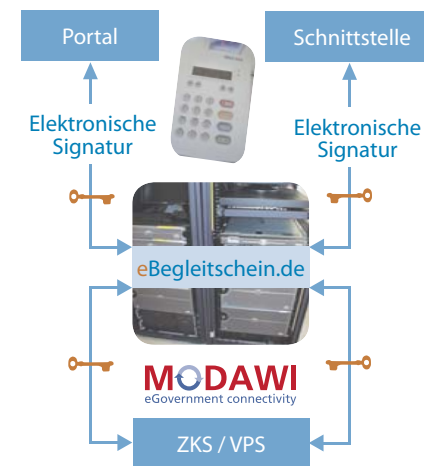 Portal
Schnittstelle
Elektronische
Signatur
Elektronische
Signatur
eBegleitschein.de
MODAWI
eGovernment connectivity
ZKS / VPS